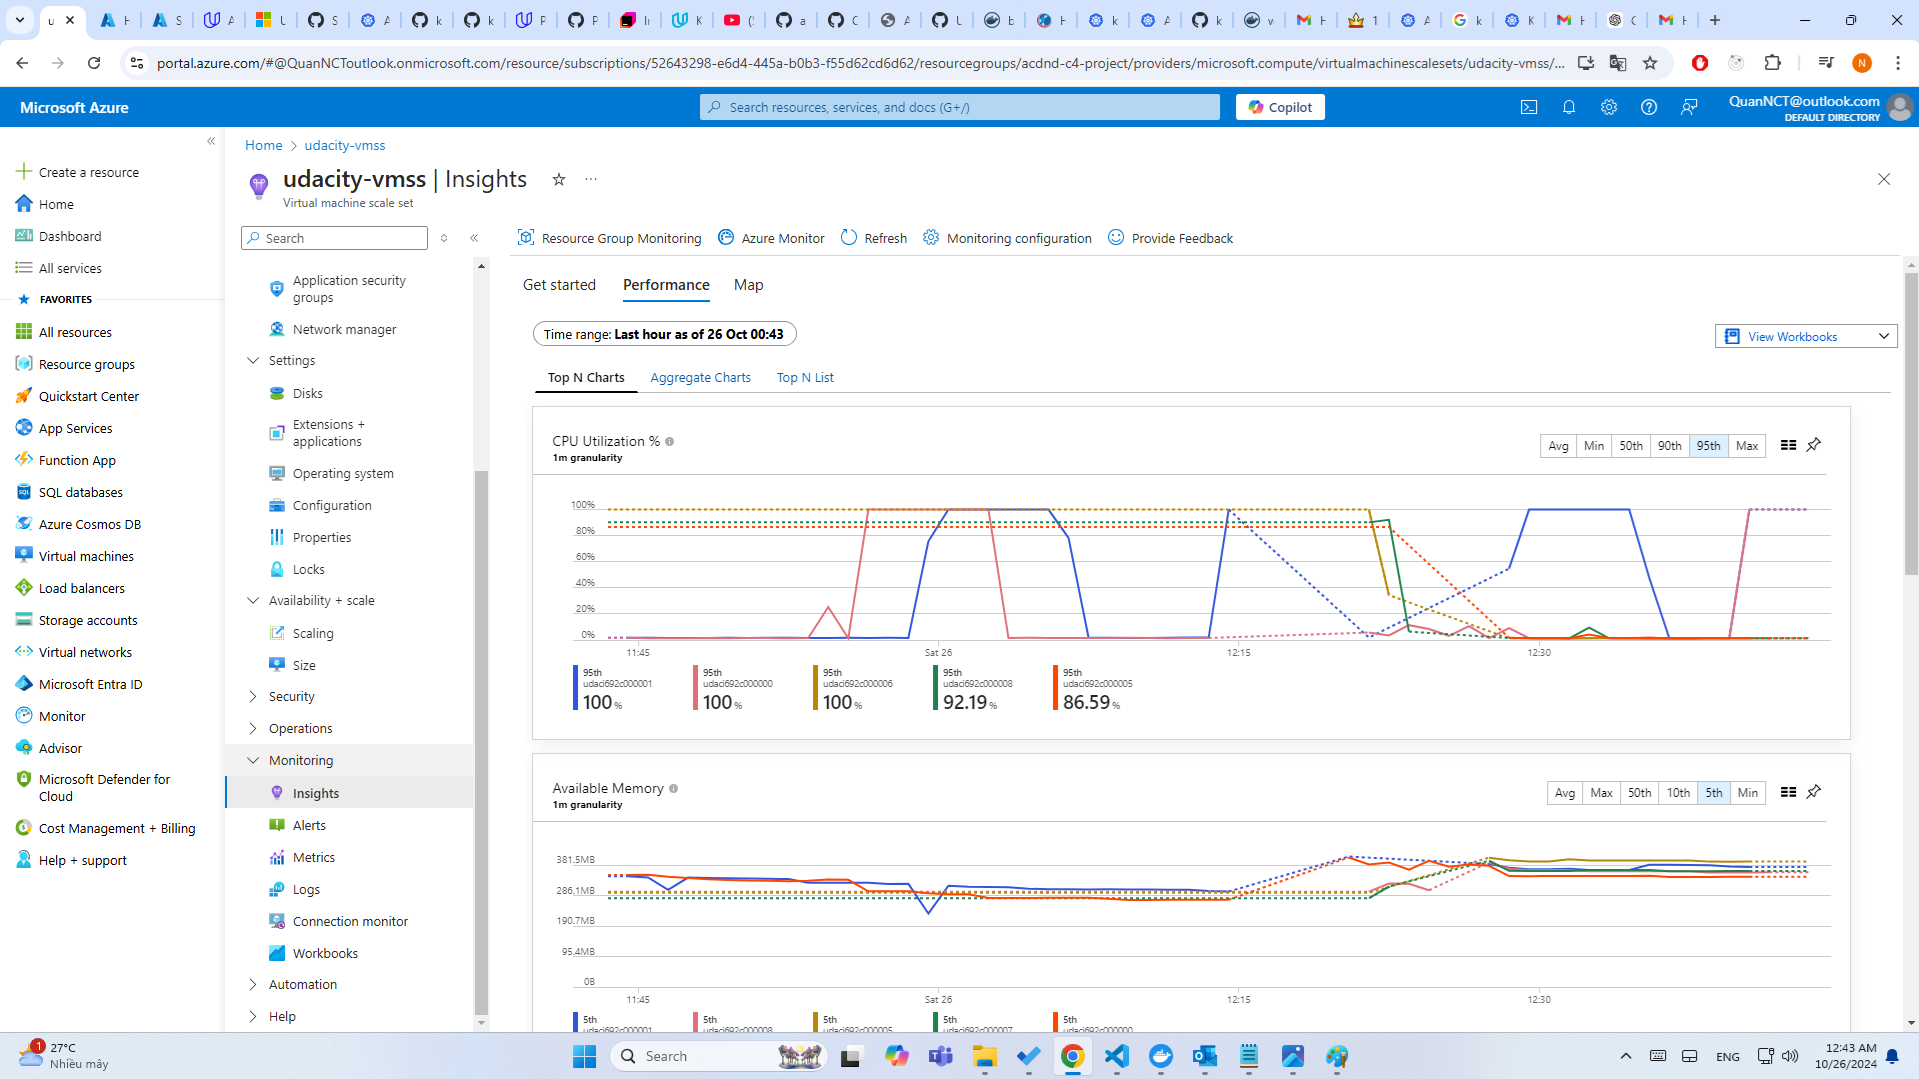 portal.azure.com/#@QuanNCToutlook.onmicrosoft.com/resource/subscriptions/52643298-e6d4-445a-b0b3-f55d62cd6d62/resourcegroups/acdnd-c4-project/providers/microsoft.compute/virtualmachinescalesets/udacity-vmss/...
Microsoft Azure
Search resources, services, and docs (G+/)
Copilot
QuanNCT@outlook.com
DEFAULT DIRECTORY
Create a resource
Home
Dashboard
All services
FAVORITES
All resources
Resource groups
Quickstart Center
App Services
Function App
SQL databases
Azure Cosmos DB
Virtual machines
Load balancers
Storage accounts
Virtual networks
Microsoft Entra ID
Monitor
Advisor
Microsoft Defender for
Cloud
Cost Management + Billing
Help + support
Home > udacity-vmss
udacity-vmss | Insights
Virtual machine scale set
Search
Application security
groups
Network manager
Settings
Disks
Extensions +
applications
Operating system
Configuration
Properties
Locks
Availability + scale
Scaling
Size
Security
Operations
Monitoring
Insights
Alerts
Metrics
Logs
Connection monitor
Workbooks
Automation
Help
Resource Group Monitoring
Azure Monitor
Refresh
Monitoring configuration
Provide Feedback
Get started
Performance
Map
Time range: Last hour as of 26 Oct 00:43
View Workbooks
Top N Charts
Aggregate Charts
Top N List
CPU Utilization %
1m granularity
Avg Min 50th 90th 95th Max
100%
80%
60%
40%
20%
0%
11:45 Sat 26 12:15 12:30
95th 95th 95th 95th 95th
udaci692c000001 udaci692c000000 udaci692c000006 udaci692c000008 udaci692c000005
100% 100% 100% 92.19% 86.59%
Available Memory
1m granularity
Avg Max 50th 10th 5th Min
381.5MB
286.1MB
190.7MB
95.4MB
0B
11:45 Sat 26 12:15 12:30
5th 5th 5th 5th 5th
udaci692c000001 udaci692c000008 udaci692c000005 udaci692c000007 udaci692c000000
1
27°C
Nhiều mây
Search
ENG
12:43 AM
10/26/2024